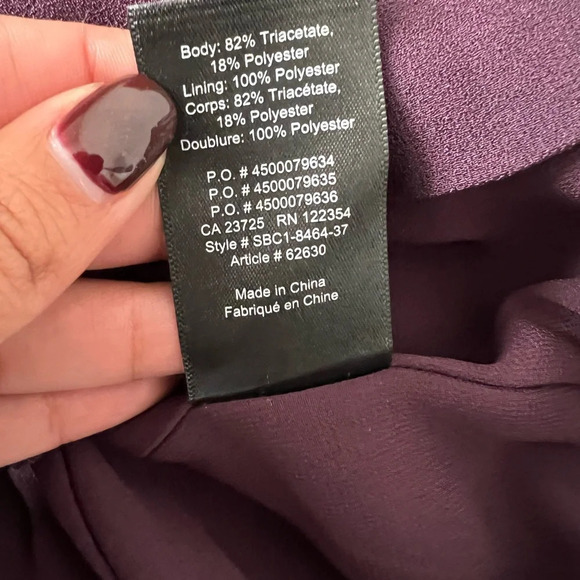 Body: 82% Triacetate,
18% Polyester
Lining: 100% Polyester
Corps: 82% Triacétate,
18% Polyester
Doublure: 100% Polyester
P.O. # 4500079634
P.O. # 4500079635
P.O. # 4500079636
CA 23725 RN 122354
Style # SBC1-8464-37
Article # 62630
Made in China
Fabriqué en Chine